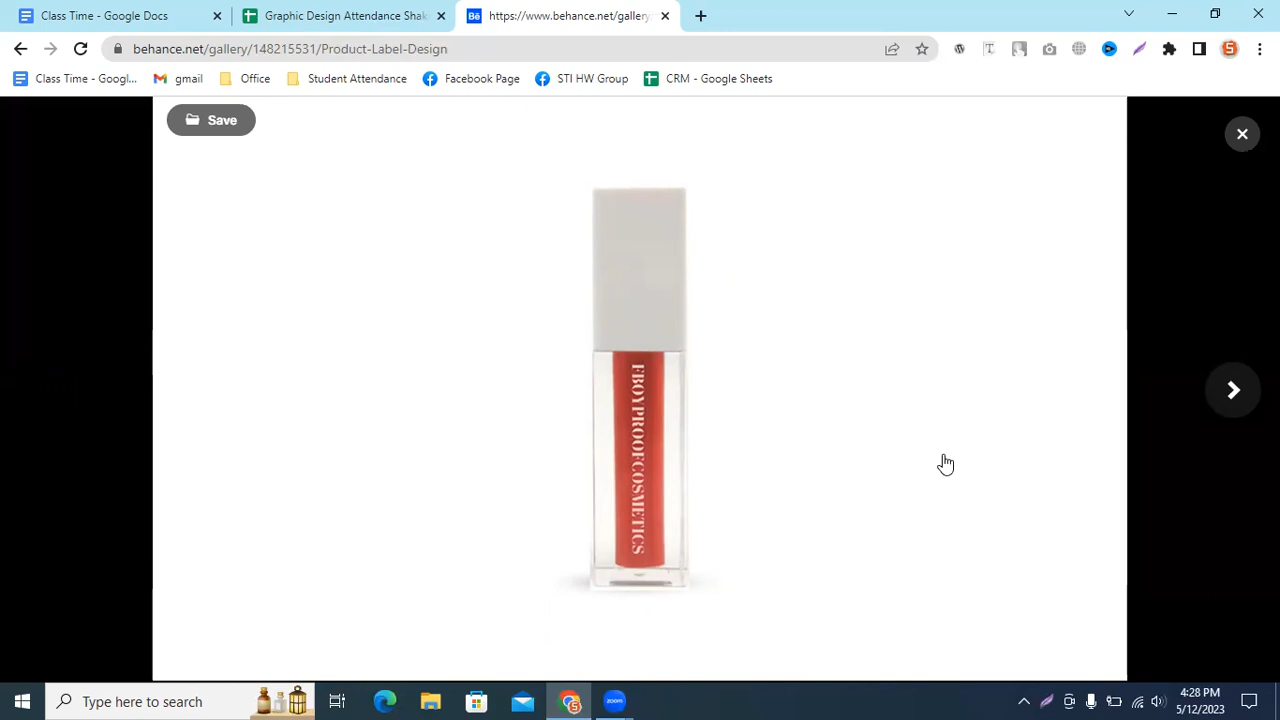 Class Time - Google Docs
Graphic Design Attendance Shak
Bē
https://www.behance.net/gallery
behance.net/gallery/148215531/Product-Label-Design
Class Time - Googl...
gmail
Office
Student Attendance
Facebook Page
STI HW Group
CRM - Google Sheets
Save
FBOYPROOFCOSMETICS
Type here to search
zoom
4:28 PM
5/12/2023